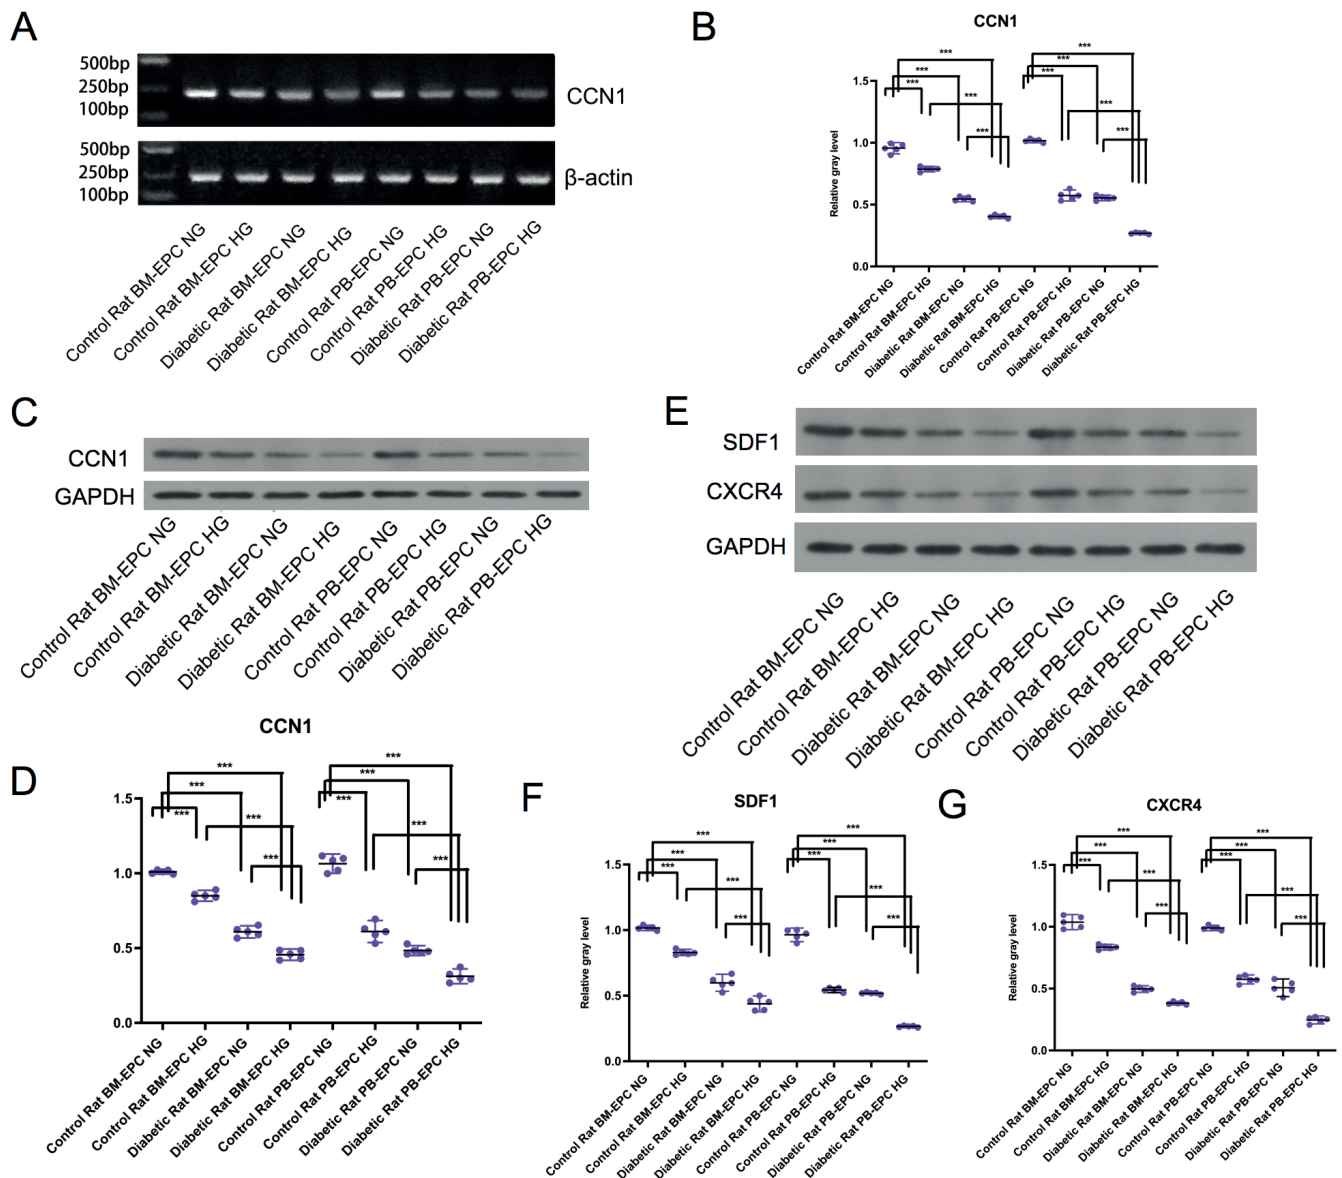 A
500bp
250bp
100bp
CCN1
500bp
250bp
100bp
β-actin
Control Rat BM-EPC NG
Control Rat BM-EPC HG
Diabetic Rat BM-EPC NG
Diabetic Rat BM-EPC HG
Control Rat PB-EPC NG
Control Rat PB-EPC HG
Diabetic Rat PB-EPC NG
Diabetic Rat PB-EPC HG
B
CCN1
***
***
***
***
***
***
***
***
***
***
Relative gray level
1.5
1.0
0.5
0.0
Control Rat BM-EPC NG
Control Rat BM-EPC HG
Diabetic Rat BM-EPC NG
Diabetic Rat BM-EPC HG
Control Rat PB-EPC NG
Control Rat PB-EPC HG
Diabetic Rat PB-EPC NG
Diabetic Rat PB-EPC HG
C
CCN1
GAPDH
Control Rat BM-EPC NG
Control Rat BM-EPC HG
Diabetic Rat BM-EPC NG
Diabetic Rat BM-EPC HG
Control Rat PB-EPC NG
Control Rat PB-EPC HG
Diabetic Rat PB-EPC NG
Diabetic Rat PB-EPC HG
E
SDF1
CXCR4
GAPDH
Control Rat BM-EPC NG
Control Rat BM-EPC HG
Diabetic Rat BM-EPC NG
Diabetic Rat BM-EPC HG
Control Rat PB-EPC NG
Control Rat PB-EPC HG
Diabetic Rat PB-EPC NG
Diabetic Rat PB-EPC HG
D
CCN1
***
***
***
***
***
***
***
***
***
***
1.5
1.0
0.5
0.0
Control Rat BM-EPC NG
Control Rat BM-EPC HG
Diabetic Rat BM-EPC NG
Diabetic Rat BM-EPC HG
Control Rat PB-EPC NG
Control Rat PB-EPC HG
Diabetic Rat PB-EPC NG
Diabetic Rat PB-EPC HG
F
SDF1
***
***
***
***
***
***
***
***
***
***
Relative gray level
1.5
1.0
0.5
0.0
Control Rat BM-EPC NG
Control Rat BM-EPC HG
Diabetic Rat BM-EPC NG
Diabetic Rat BM-EPC HG
Control Rat PB-EPC NG
Control Rat PB-EPC HG
Diabetic Rat PB-EPC NG
Diabetic Rat PB-EPC HG
G
CXCR4
***
***
***
***
***
***
***
***
***
***
Relative gray level
1.5
1.0
0.5
0.0
Control Rat BM-EPC NG
Control Rat BM-EPC HG
Diabetic Rat BM-EPC NG
Diabetic Rat BM-EPC HG
Control Rat PB-EPC NG
Control Rat PB-EPC HG
Diabetic Rat PB-EPC NG
Diabetic Rat PB-EPC HG